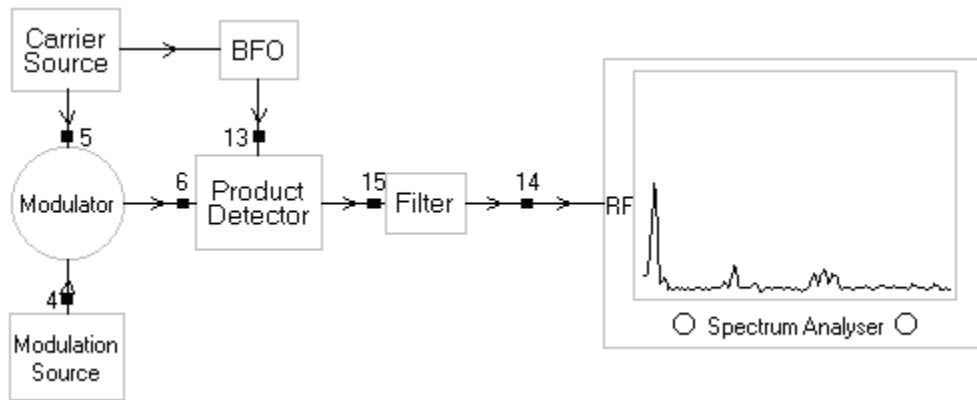 Carrier
Source
BFO
5
13
Modulator
6
Product
Detector
15
Filter
14
RF
4
Modulation
Source
Spectrum Analyser